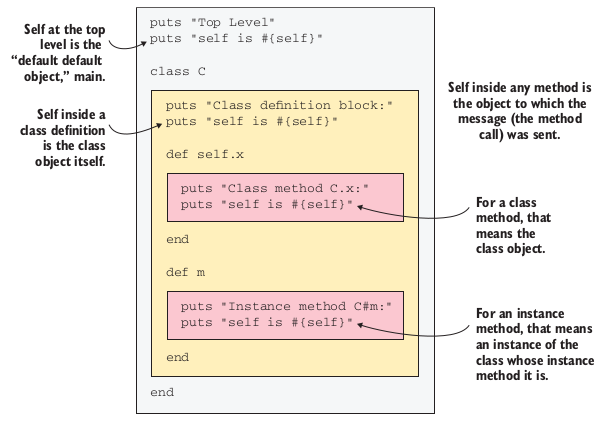 Self at the top
level is the
“default default
object,” main.
Self inside a
class definition
is the class
object itself.
puts "Top Level"
puts "self is #{self}"
class C
puts "Class definition block:"
puts "self is #{self}"
def self.x
puts "Class method C.x:"
puts "self is #{self}"
end
def m
puts "Instance method C#m:"
puts "self is #{self}"
end
end
Self inside any method is
the object to which the
message (the method
call) was sent.
For a class
method, that
means the
class object.
For an instance
method, that means
an instance of the
class whose instance
method it is.